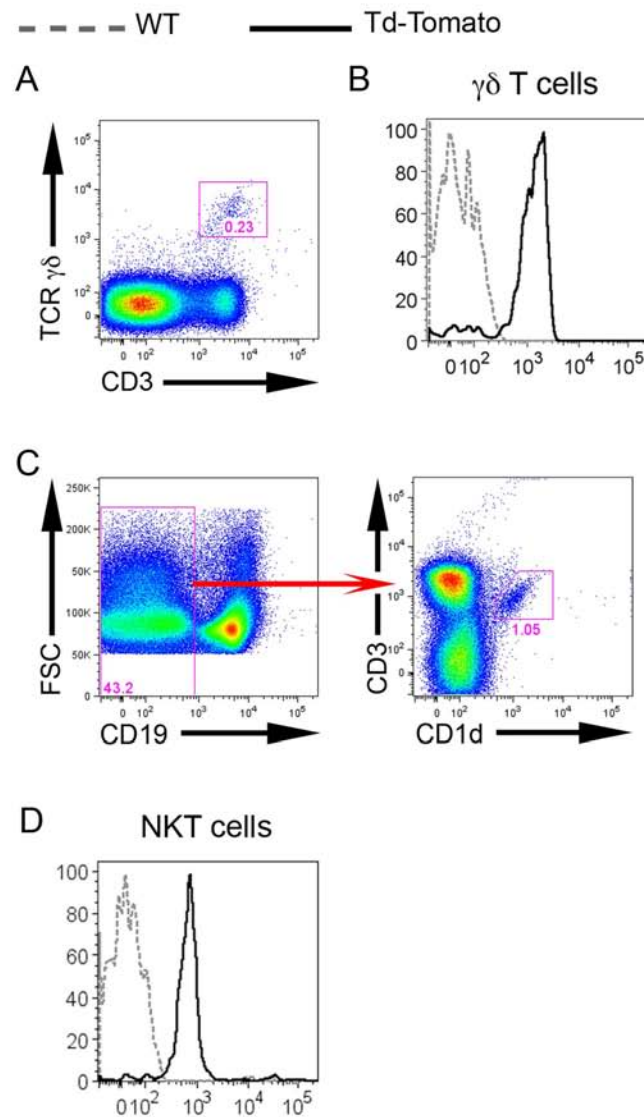 WT Td-Tomato
A
TCR γδ
10⁵
10⁴
10³
10²
0
0.23
0 10² 10³ 10⁴ 10⁵
CD3
B
γδ T cells
100
80
60
40
20
0
0 10² 10³ 10⁴ 10⁵
C
FSC
250K
200K
50K
100K
50K
0
43.2
0 10² 10³ 10⁴ 10⁵
CD19
CD3
10⁵
10⁴
10³
10²
0
1.05
0 10² 10³ 10⁴ 10⁵
CD1d
D
NKT cells
100
80
60
40
20
0
0 10² 10³ 10⁴ 10⁵